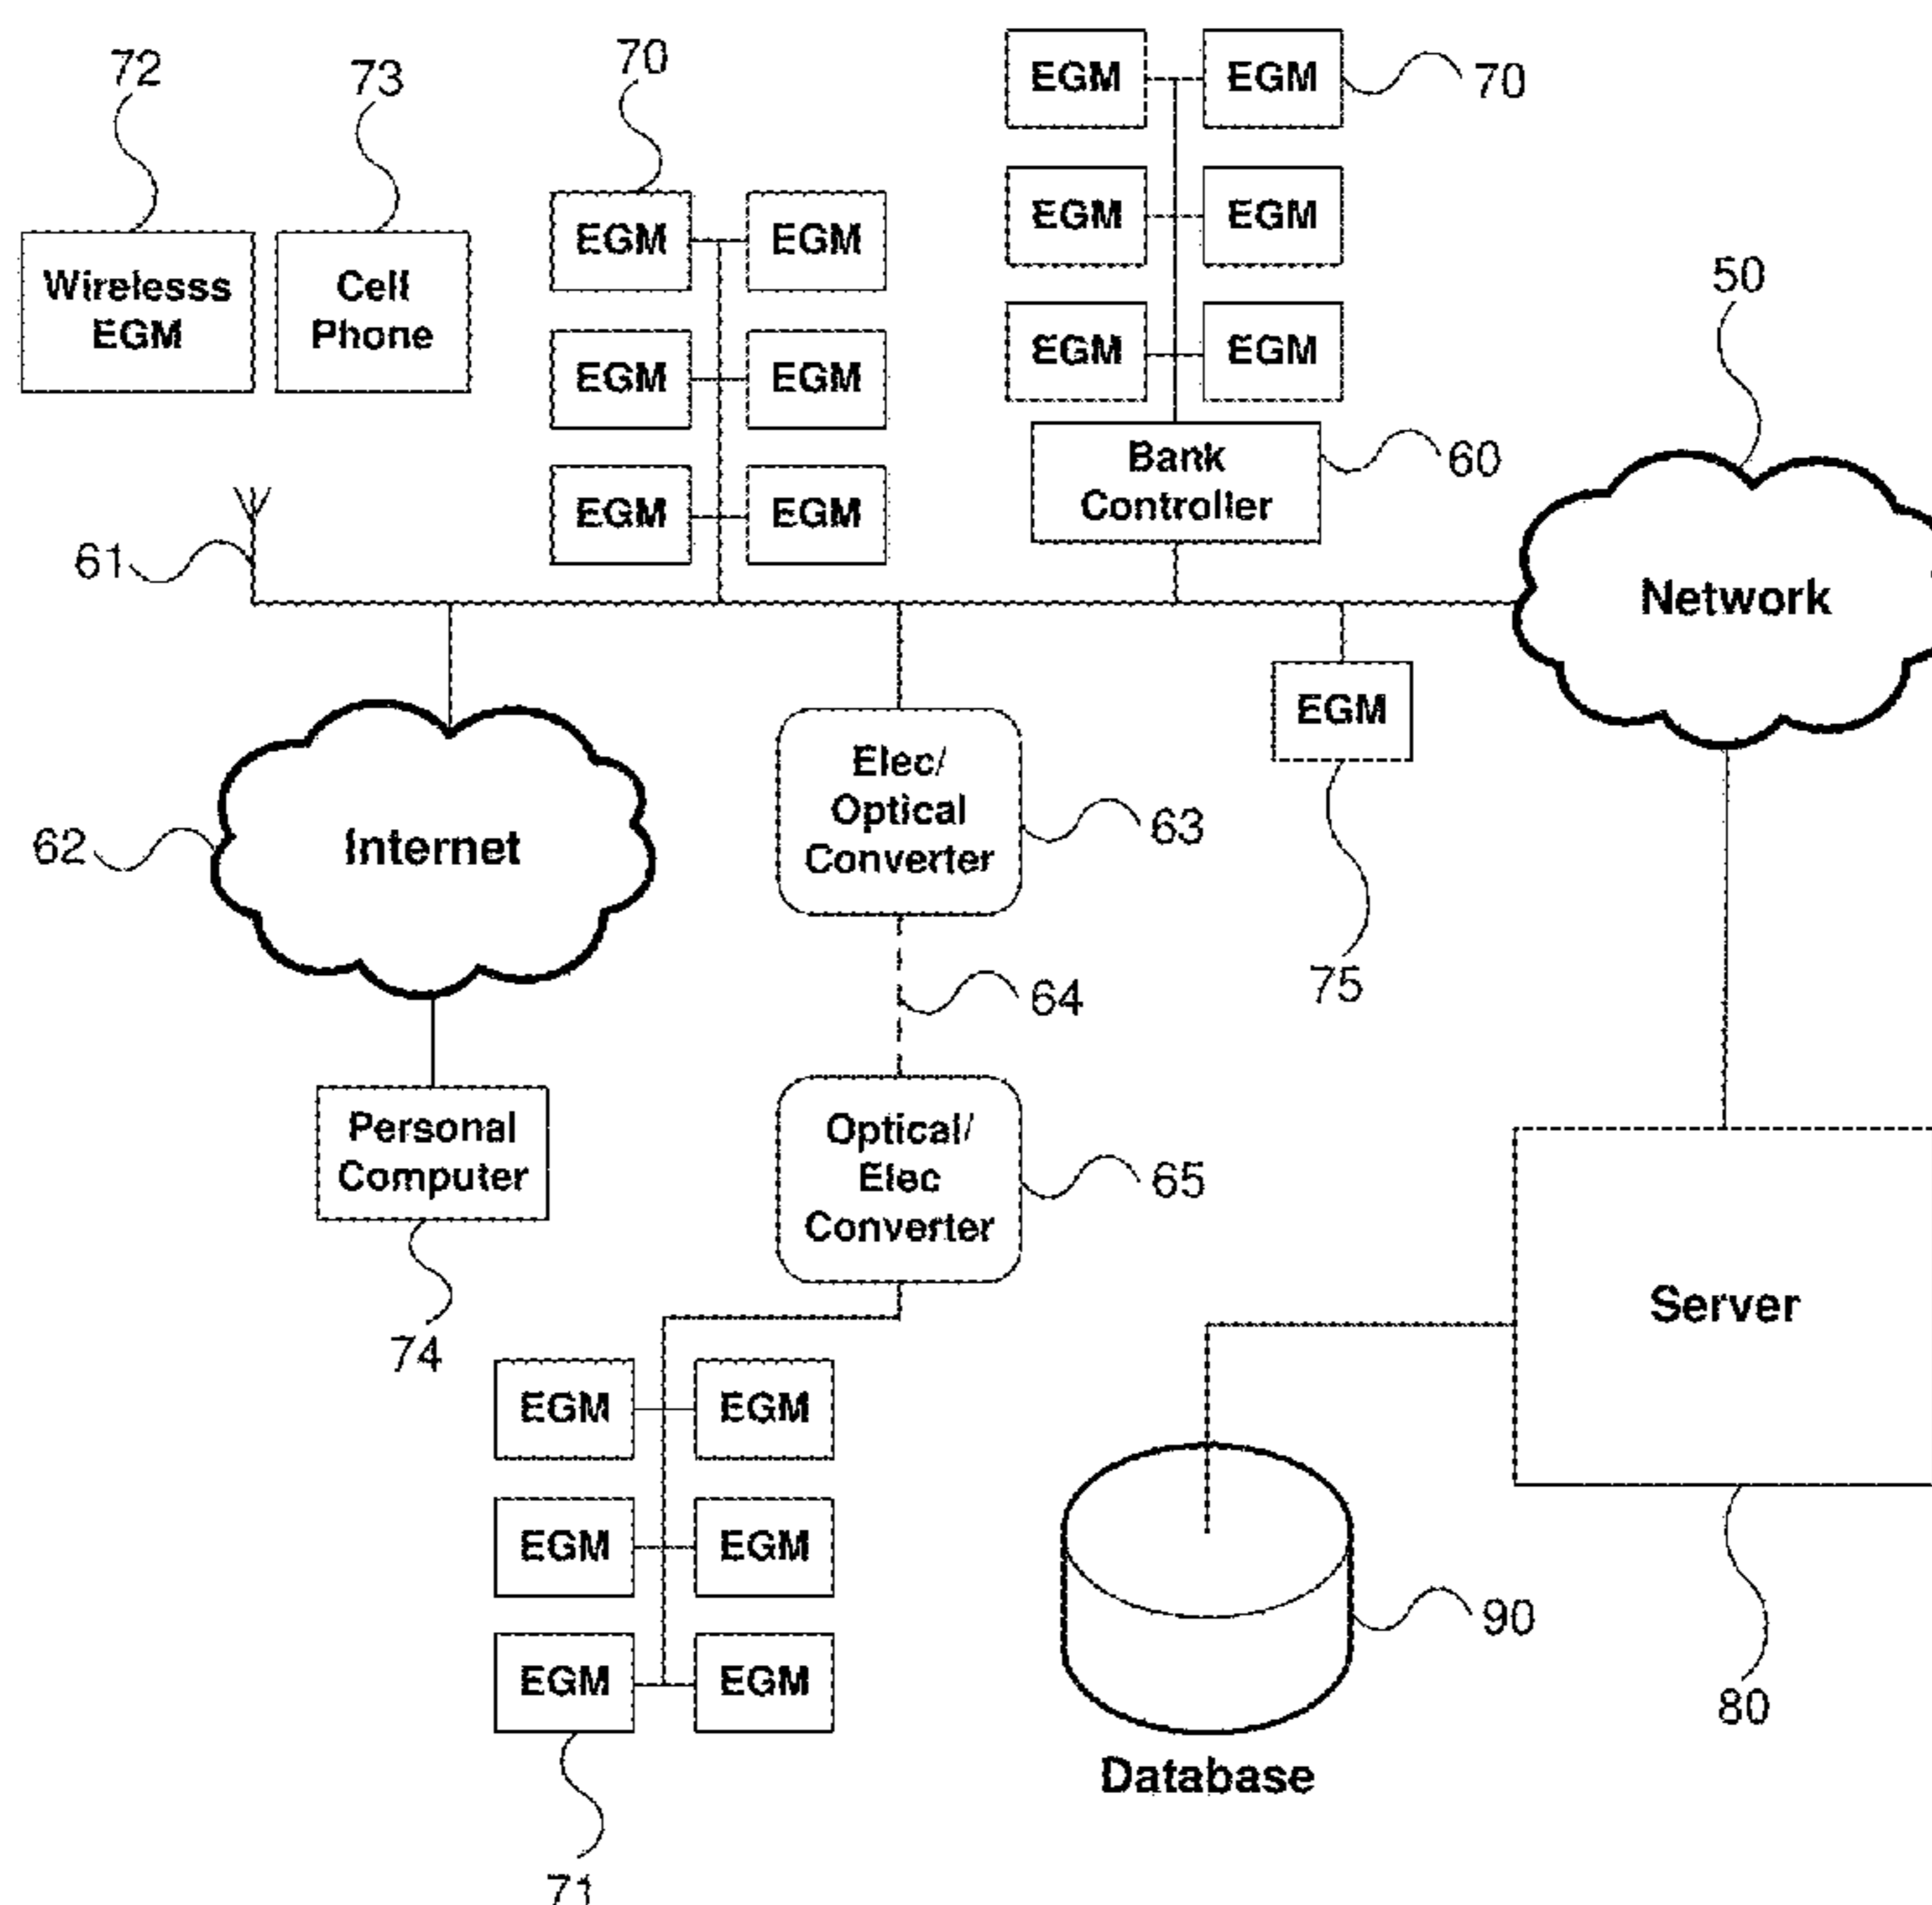 72
73
70
EGM
EGM
70
Wirelesss
EGM
Cell
Phone
EGM
EGM
EGM
EGM
50
EGM
EGM
EGM
EGM
Bank
Controller
60
EGM
EGM
61
Network
EGM
75
62
Internet
Elec/
Optical
Converter
63
64
Personal
Computer
74
Optical/
Elec
Converter
65
Server
80
EGM
EGM
EGM
EGM
EGM
EGM
71
90
Database